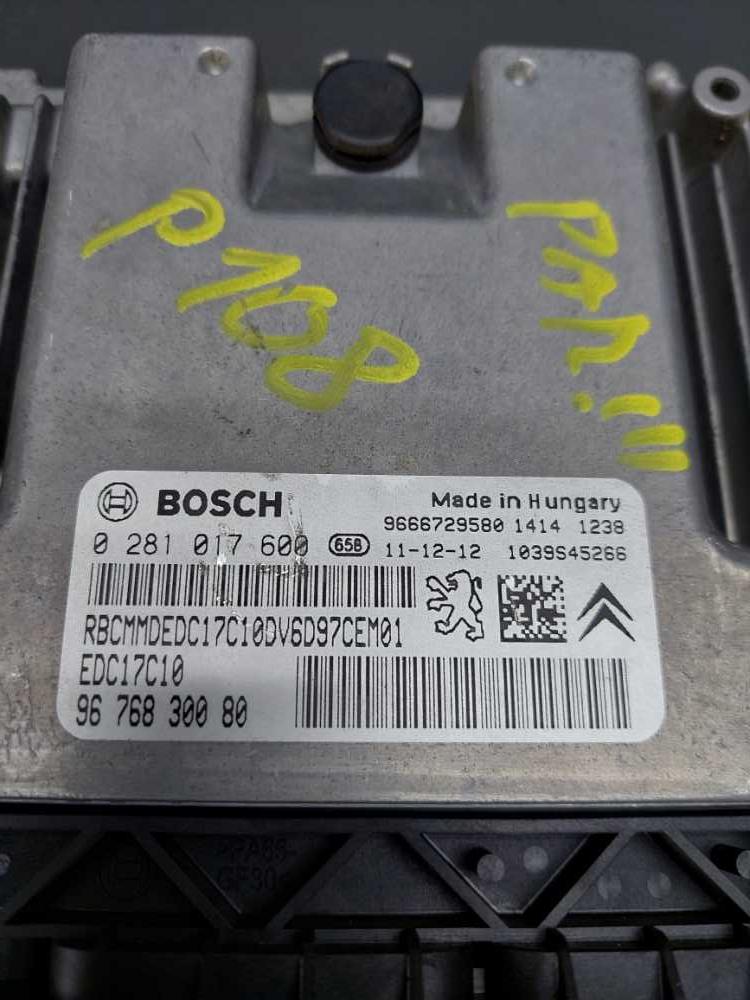 P108
PAR!!!
BOSCH
Made in Hungary
9666729580 1414 1238
0 281 017 600 658 11-12-12 1039S45266
RBCMMDEDC17C10DV6D97CEM01
EDC17C10
96 768 300 80